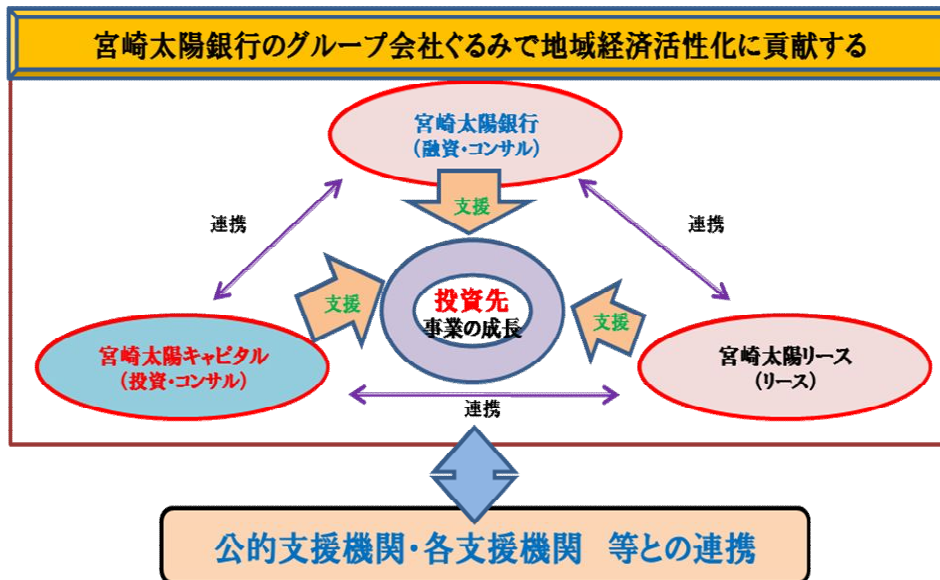 宮崎太陽銀行のグループ会社ぐるみで地域経済活性化に貢献する
宮崎太陽銀行
(融資・コンサル)
支援
連携
連携
支援
投資先
事業の成長
支援
宮崎太陽キャピタル
(投資・コンサル)
宮崎太陽リース
(リース)
連携
公的支援機関・各支援機関　等との連携